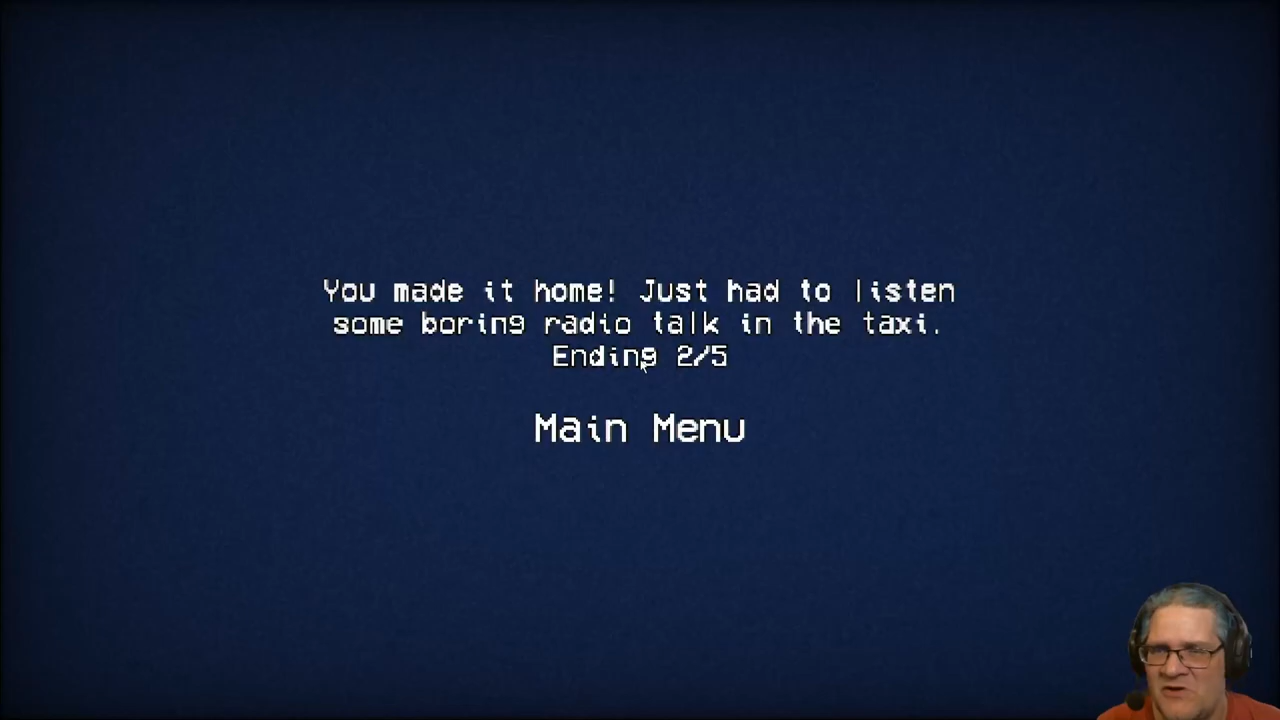 You made it home! Just had to listen
some boring radio talk in the taxi.
Ending 2/5
Main Menu